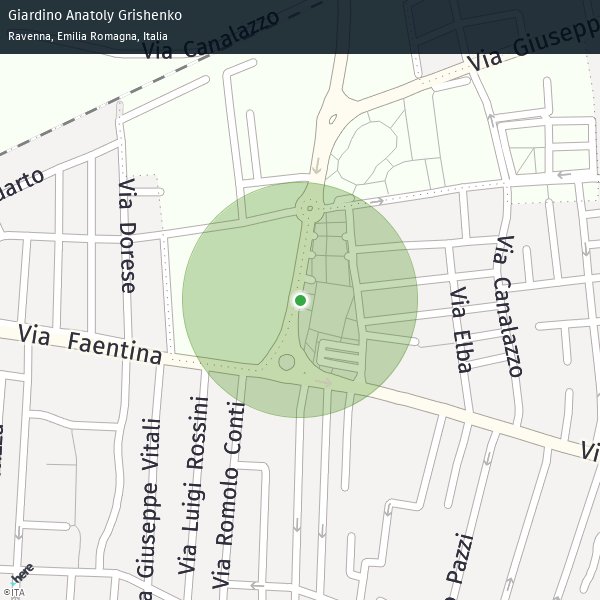 Giardino Anatoly Grishenko
Ravenna, Emilia Romagna, Italia
Via Canalazzo
Via Giusepp
uarto
Via Dorese
Via Canalazzo
Via Elba
Via Faentina
Via Giuseppe Vitali
Via Luigi Rossini
Via Romolo Conti
Vi
o Pazzi
here
©ITA